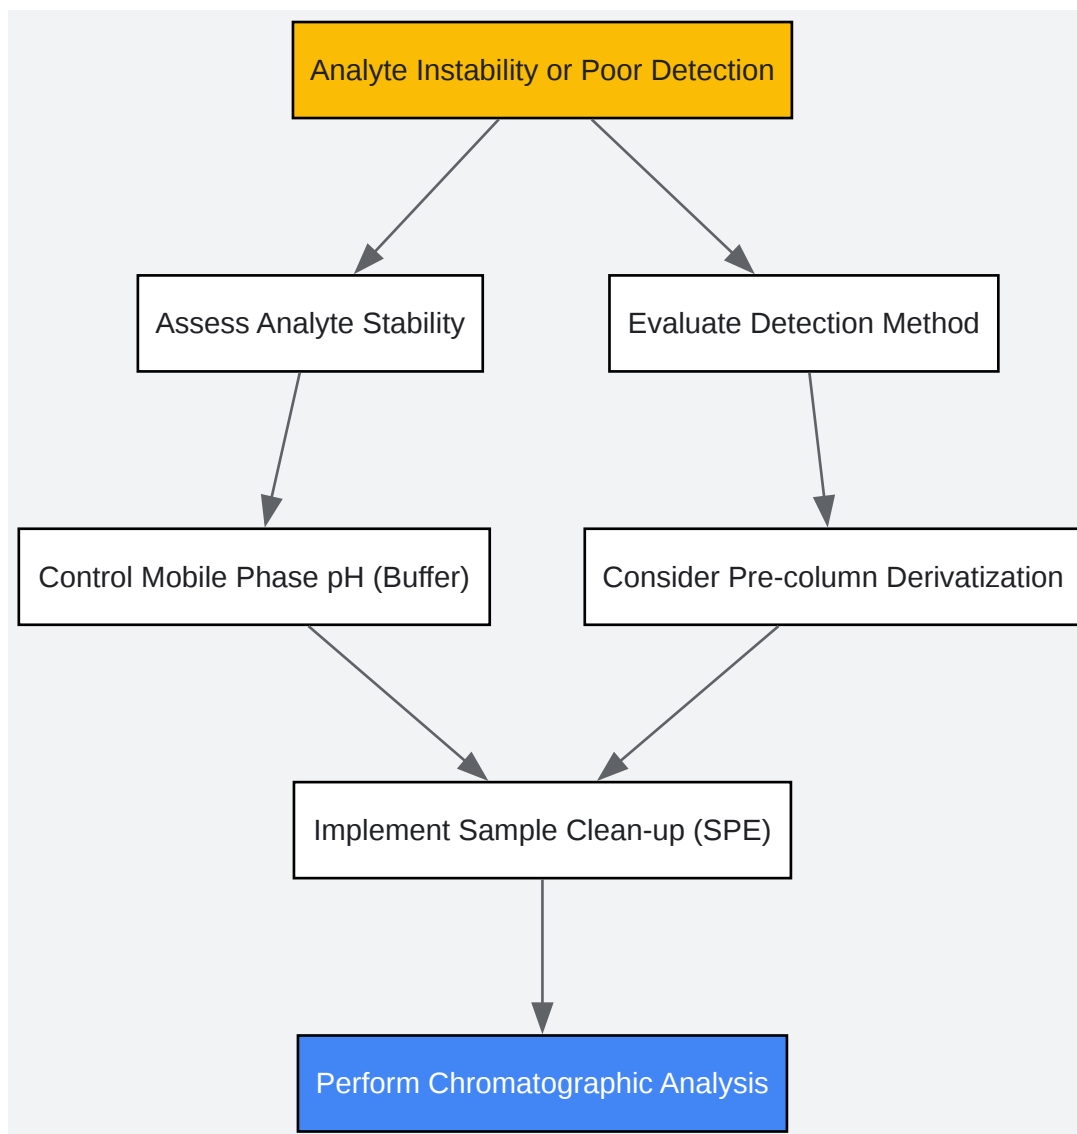 Analyte Instability or Poor Detection
Assess Analyte Stability
Evaluate Detection Method
Control Mobile Phase pH (Buffer)
Consider Pre-column Derivatization
Implement Sample Clean-up (SPE)
Perform Chromatographic Analysis